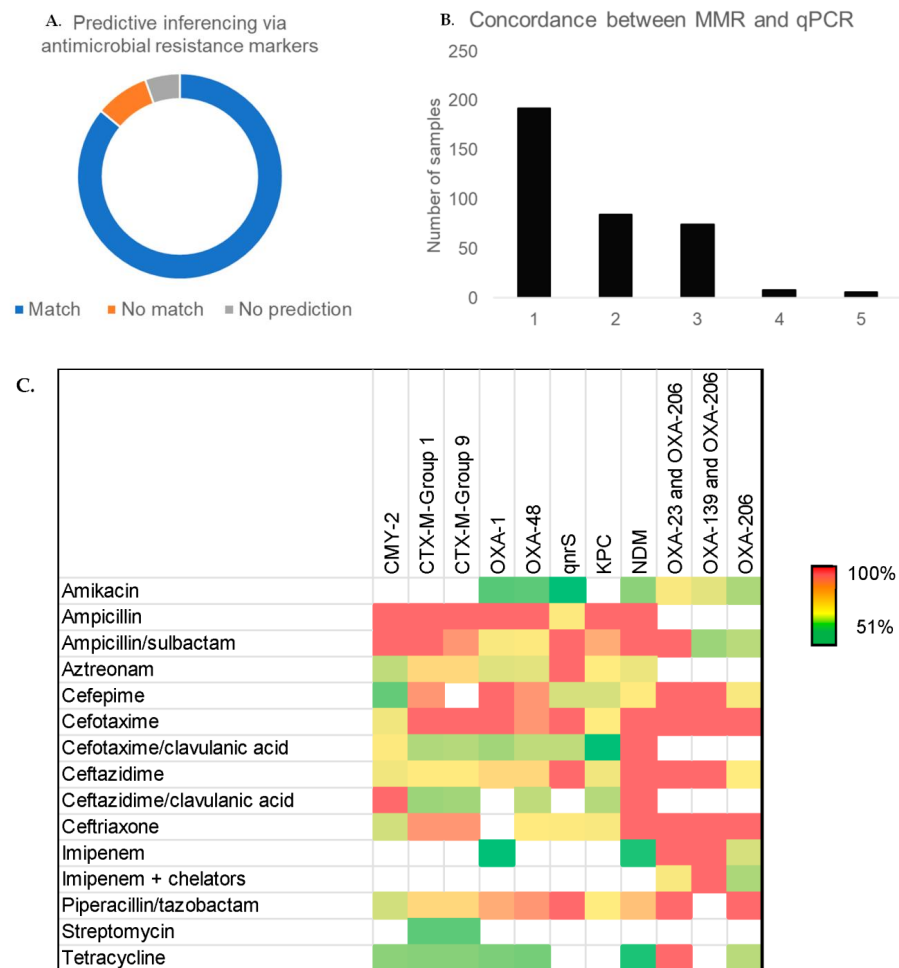 A. Predictive inferencing via
antimicrobial resistance markers
Match No match No prediction
B. Concordance between MMR and qPCR
Number of samples
250
200
150
100
50
0
1 2 3 4 5
C.
CMY-2
CTX-M-Group 1
CTX-M-Group 9
OXA-1
OXA-48
qnrS
KPC
NDM
OXA-23 and OXA-206
OXA-139 and OXA-206
OXA-206
Amikacin
Ampicillin
Ampicillin/sulbactam
Aztreonam
Cefepime
Cefotaxime
Cefotaxime/clavulanic acid
Ceftazidime
Ceftazidime/clavulanic acid
Ceftriaxone
Imipenem
Imipenem + chelators
Piperacillin/tazobactam
Streptomycin
Tetracycline
100%
51%